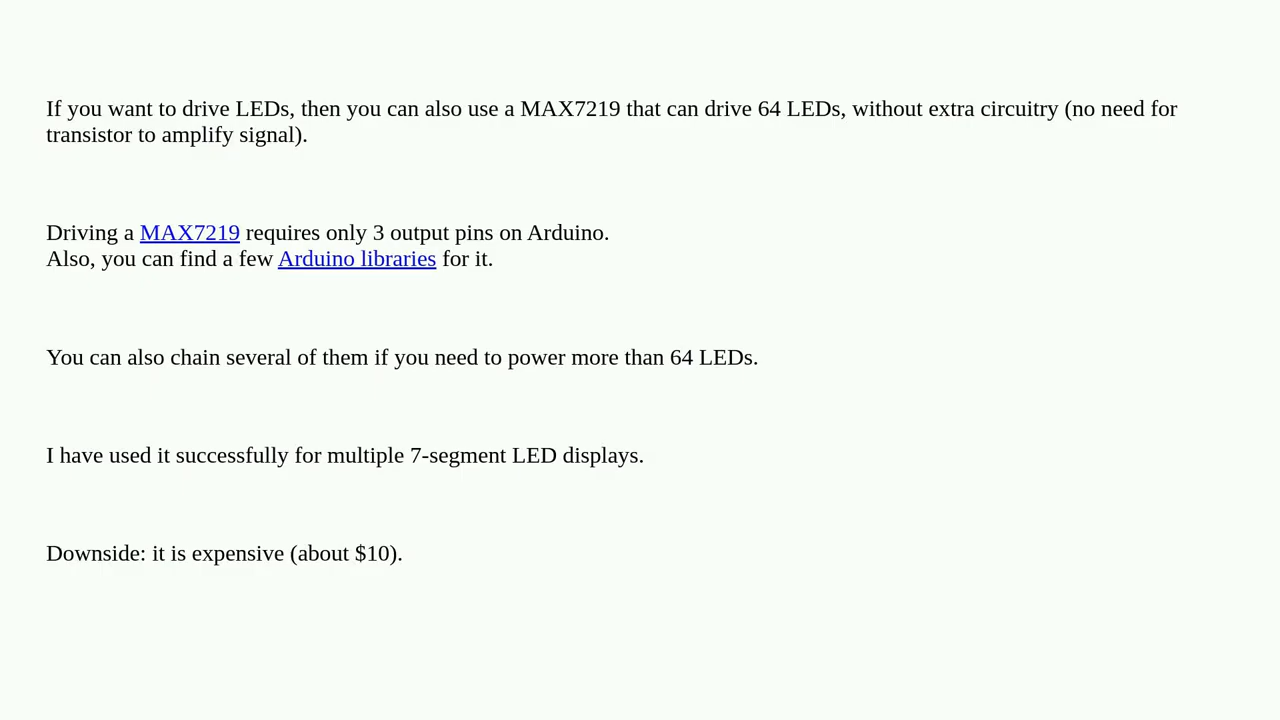 If you want to drive LEDs, then you can also use a MAX7219 that can drive 64 LEDs, without extra circuitry (no need for
transistor to amplify signal).
Driving a MAX7219 requires only 3 output pins on Arduino.
Also, you can find a few Arduino libraries for it.
You can also chain several of them if you need to power more than 64 LEDs.
I have used it successfully for multiple 7-segment LED displays.
Downside: it is expensive (about $10).